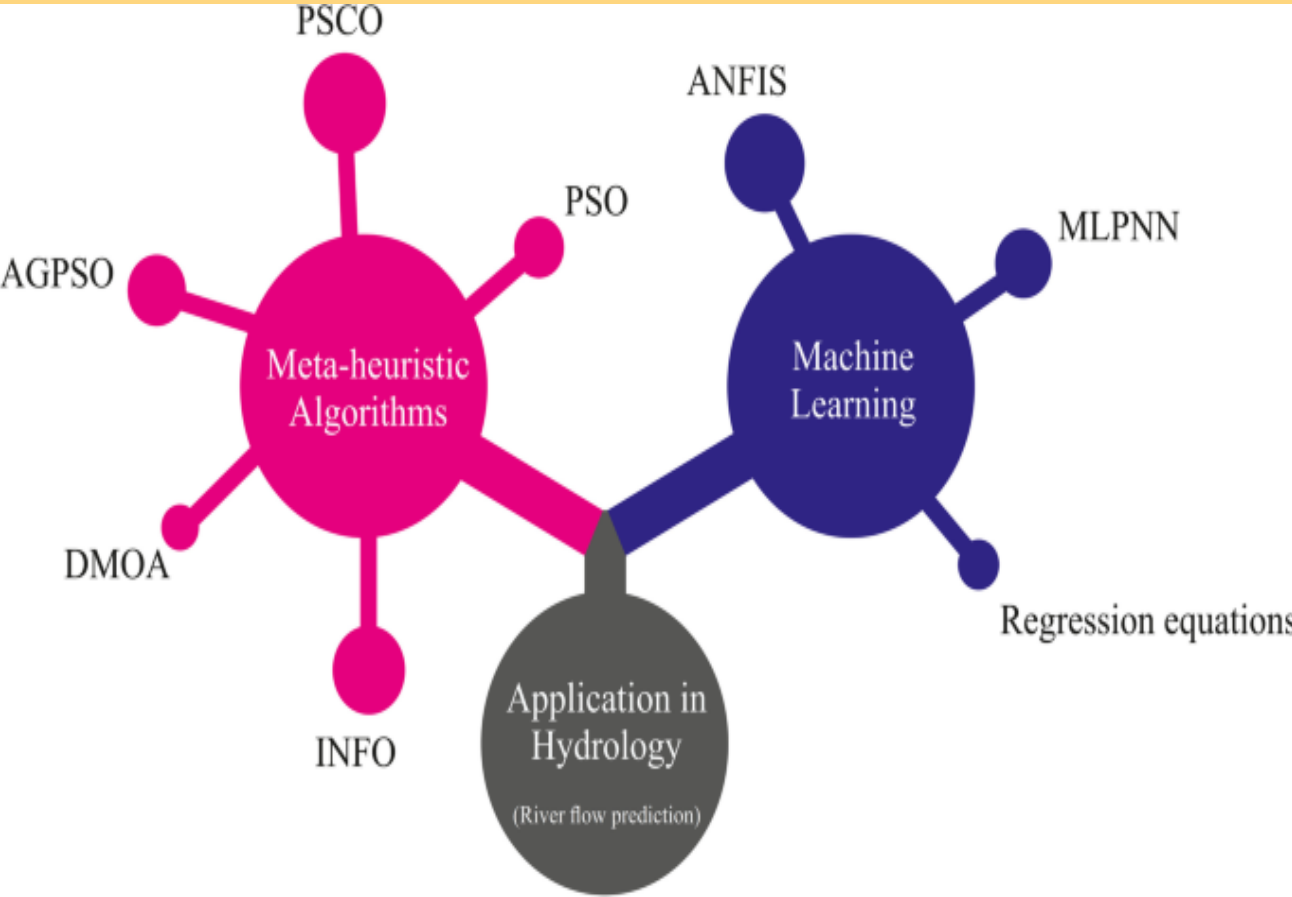 PSCO
ANFIS
PSO
MLPNN
AGPSO
Meta-heuristic
Algorithms
Machine
Learning
DMOA
Regression equations
INFO
Application in
Hydrology
(River flow prediction)